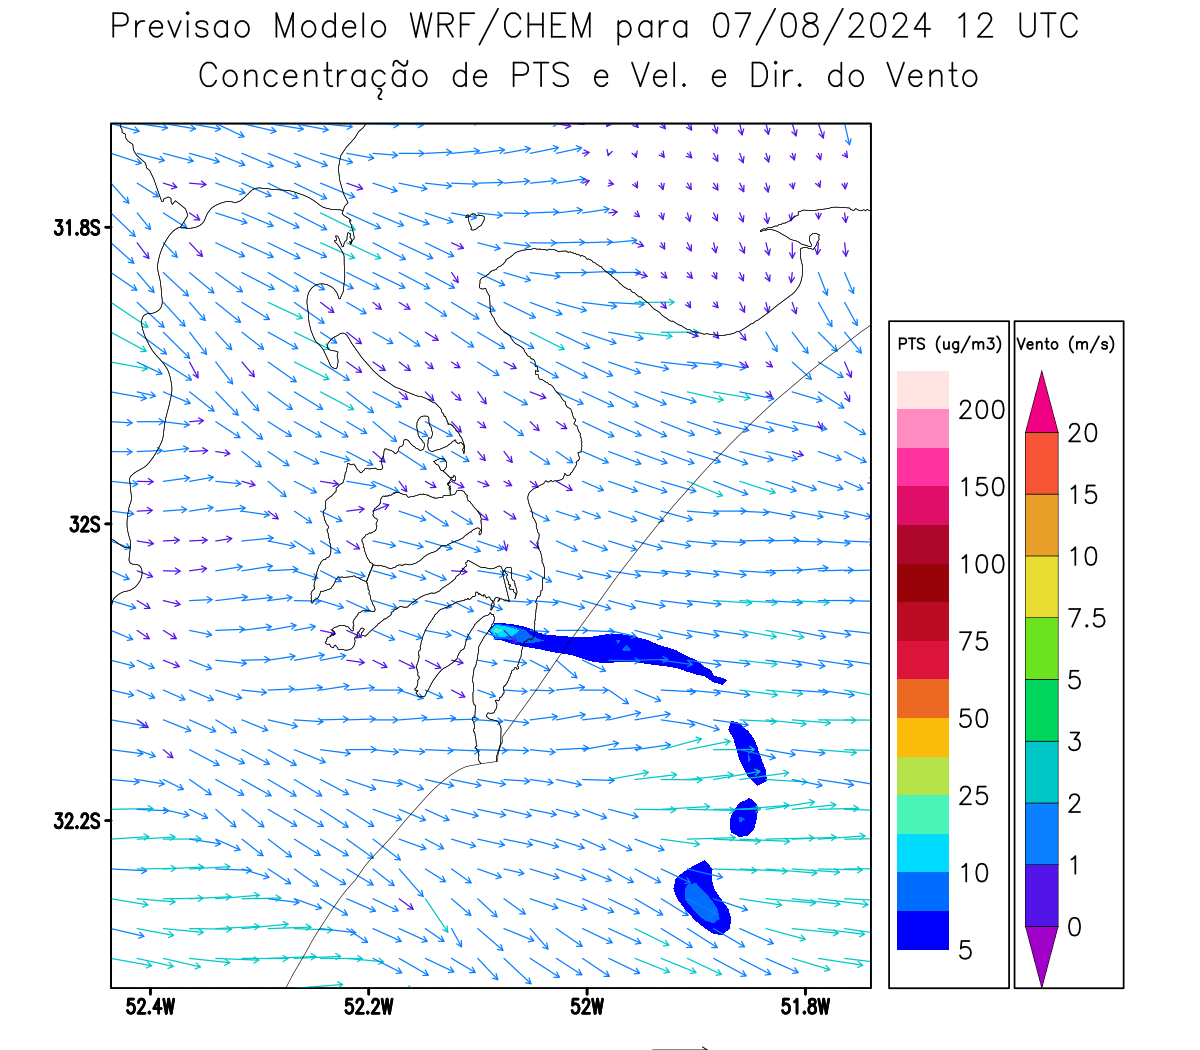 Previsao Modelo WRF/CHEM para 07/08/2024 12 UTC
Concentração de PTS e Vel. e Dir. do Vento
31.8S
32S
32.2S
52.4W
52.2W
52W
51.8W
PTS (ug/m3)
200
150
100
75
50
25
10
5
Vento (m/s)
20
15
10
7.5
5
3
2
1
0